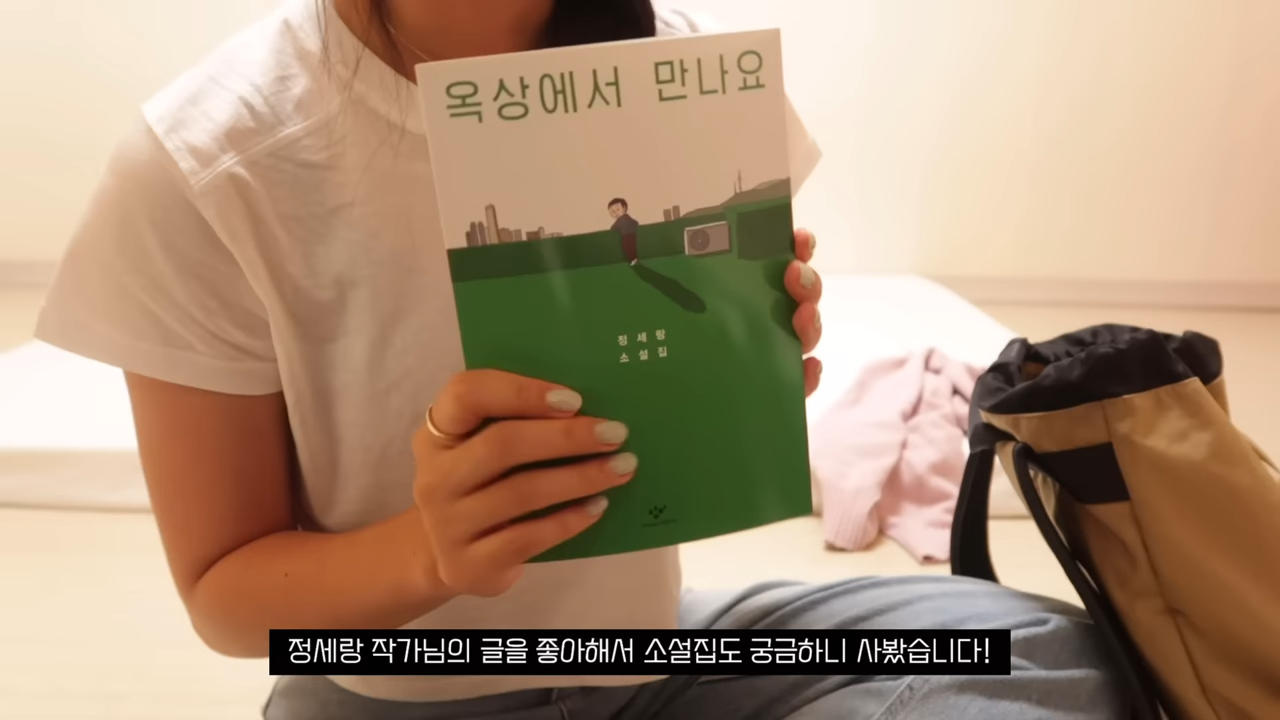 옥상에서 만나요
정세랑
소설집
정세랑 작가님의 글을 좋아해서 소설집도 궁금하니 사봤습니다!